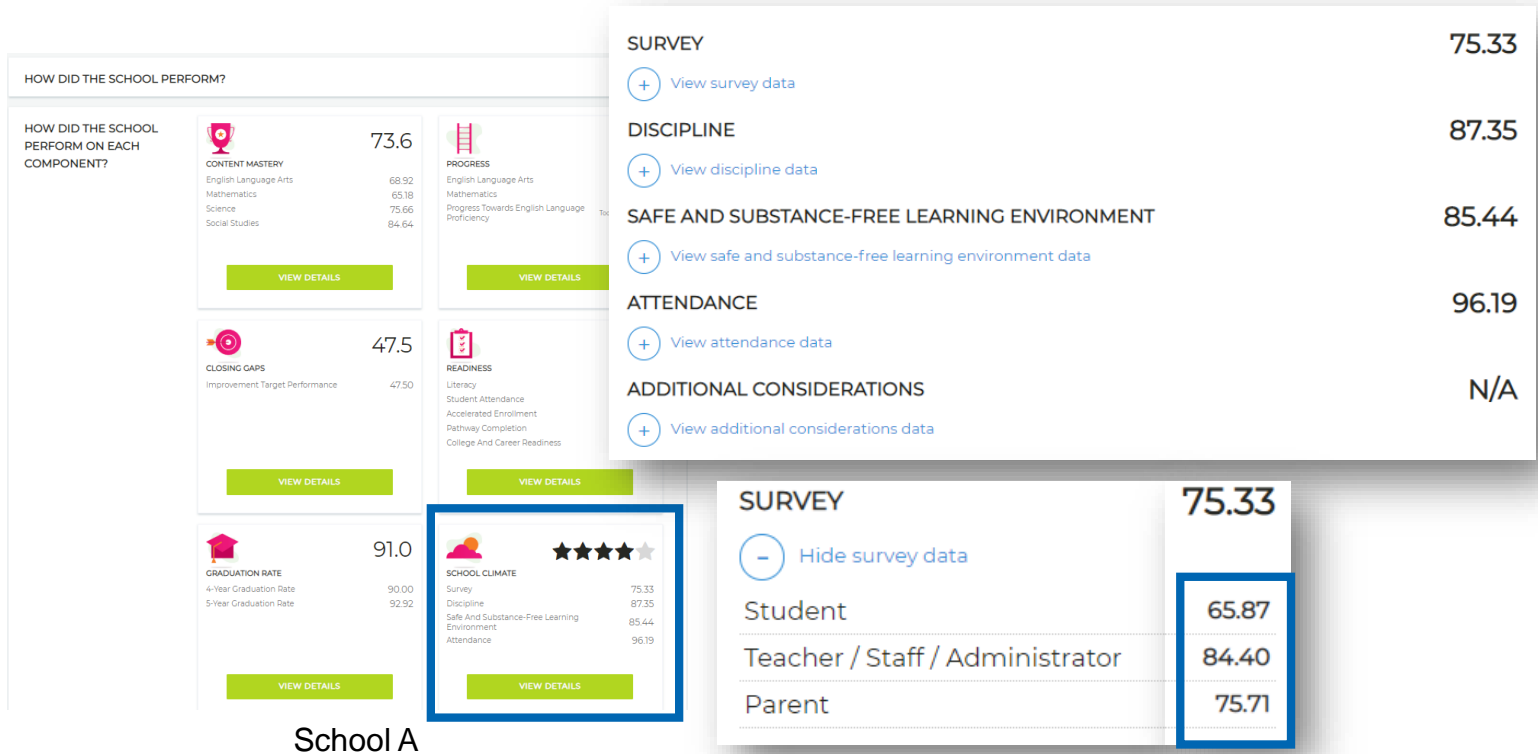 HOW DID THE SCHOOL PERFORM?
HOW DID THE SCHOOL
PERFORM ON EACH
COMPONENT?
73.6
CONTENT MASTERY
English Language Arts 68.92
Mathematics 65.18
Science 75.66
Social Studies 84.64
VIEW DETAILS
PROGRESS
English Language Arts
Mathematics
Progress Towards English Language
Proficiency
VIEW DETAILS
47.5
CLOSING GAPS
Improvement Target Performance 47.50
VIEW DETAILS
READINESS
Literacy
Student Attendance
Accelerated Enrollment
Pathway Completion
College And Career Readiness
VIEW DETAILS
91.0
GRADUATION RATE
4-Year Graduation Rate 90.00
5-Year Graduation Rate 92.92
VIEW DETAILS
SCHOOL CLIMATE
Survey 75.33
Discipline 87.35
Safe And Substance-Free Learning
Environment 85.44
Attendance 96.19
VIEW DETAILS
School A
SURVEY 75.33
View survey data
DISCIPLINE 87.35
View discipline data
SAFE AND SUBSTANCE-FREE LEARNING ENVIRONMENT 85.44
View safe and substance-free learning environment data
ATTENDANCE 96.19
View attendance data
ADDITIONAL CONSIDERATIONS N/A
View additional considerations data
SURVEY 75.33
Hide survey data
Student 65.87
Teacher / Staff / Administrator 84.40
Parent 75.71